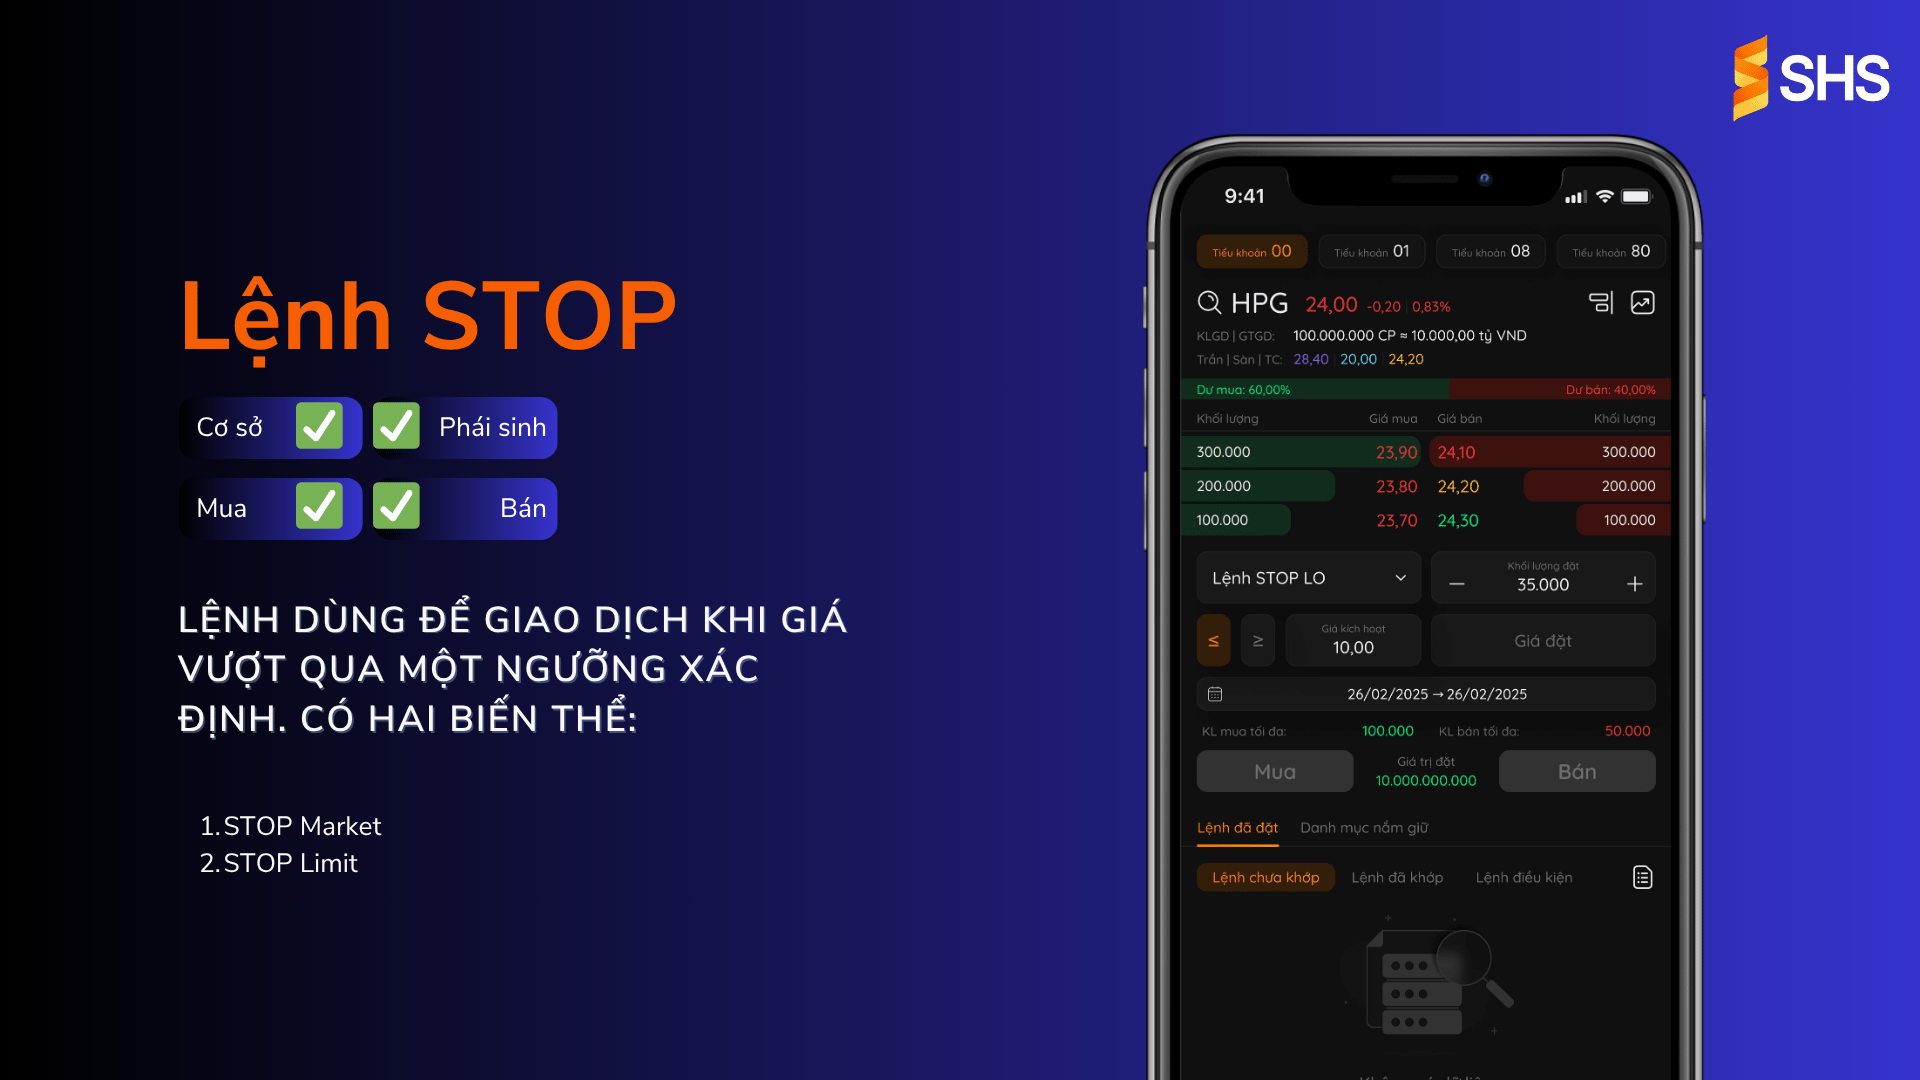 SHS
Lệnh STOP
Cơ sở ✅ ✅ Phái sinh
Mua ✅ ✅ Bán
LỆNH DÙNG ĐỂ GIAO DỊCH KHI GIÁ
VƯỢT QUA MỘT NGƯỠNG XÁC
ĐỊNH. CÓ HAI BIẾN THỂ:
1. STOP Market
2. STOP Limit
9:41
Tiểu khoản 00 Tiểu khoản 01 Tiểu khoản 08 Tiểu khoản 80
HPG 24,00 -0,20 0,83%
KLGD | GTGD: 100.000.000 CP ≈ 10.000,00 tỷ VND
Trần | Sàn | TC: 28,40 20,00 24,20
Dư mua: 60,00% Dư bán: 40,00%
Khối lượng Giá mua Giá bán Khối lượng
300.000 23,90 24,10 300.000
200.000 23,80 24,20 200.000
100.000 23,70 24,30 100.000
Lệnh STOP LO Khối lượng đặt
— 35.000 +
≤ ≥ Giá kích hoạt
10,00 Giá đặt
26/02/2025 → 26/02/2025
KL mua tối đa: 100.000 KL bán tối đa: 50.000
Mua Giá trị đặt Bán
10.000.000.000
Lệnh đã đặt Danh mục nắm giữ
Lệnh chưa khớp Lệnh đã khớp Lệnh điều kiện